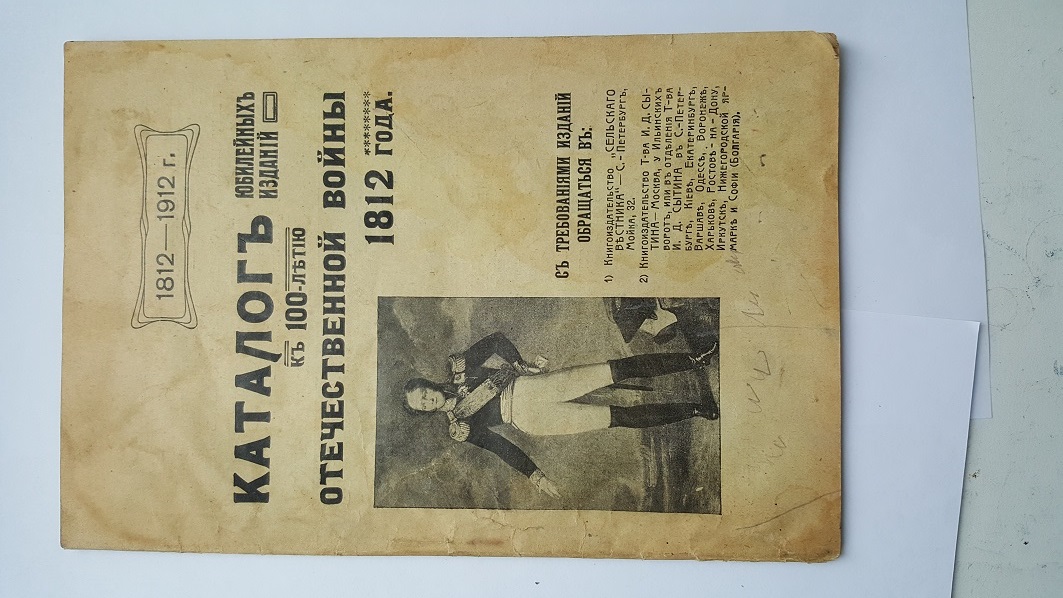 1812—1912 г.
КАТАЛОГЪ ЮБИЛЕЙНЫХЪ ИЗДАНІЙ
КЪ 100-ЛѢТІЮ
ОТЕЧЕСТВЕННОЙ ВОЙНЫ
1812 ГОДА.
СЪ ТРЕБОВАНІЯМИ ИЗДАНІЙ
ОБРАЩАТЬСЯ ВЪ:
1) Книгоиздательство „СЕЛЬСКАГО
ВѢСТНИКА“ — С.-Петербургъ,
Мойка, 32.
2) Книгоиздательство Т-ва И. Д. СЫ-
ТИНА — Москва, у Ильинскихъ
воротъ, или въ отдѣленія Т-ва
И. Д. СЫТИНА въ С.-Петер-
бургѣ, Кіевѣ, Екатеринбургѣ,
Варшавѣ, Одессѣ, Воронежѣ,
Харьковѣ, Ростовѣ-на-Дону,
Иркутскѣ, Нижегородской яр-
маркѣ и Софіи (Болгарія).